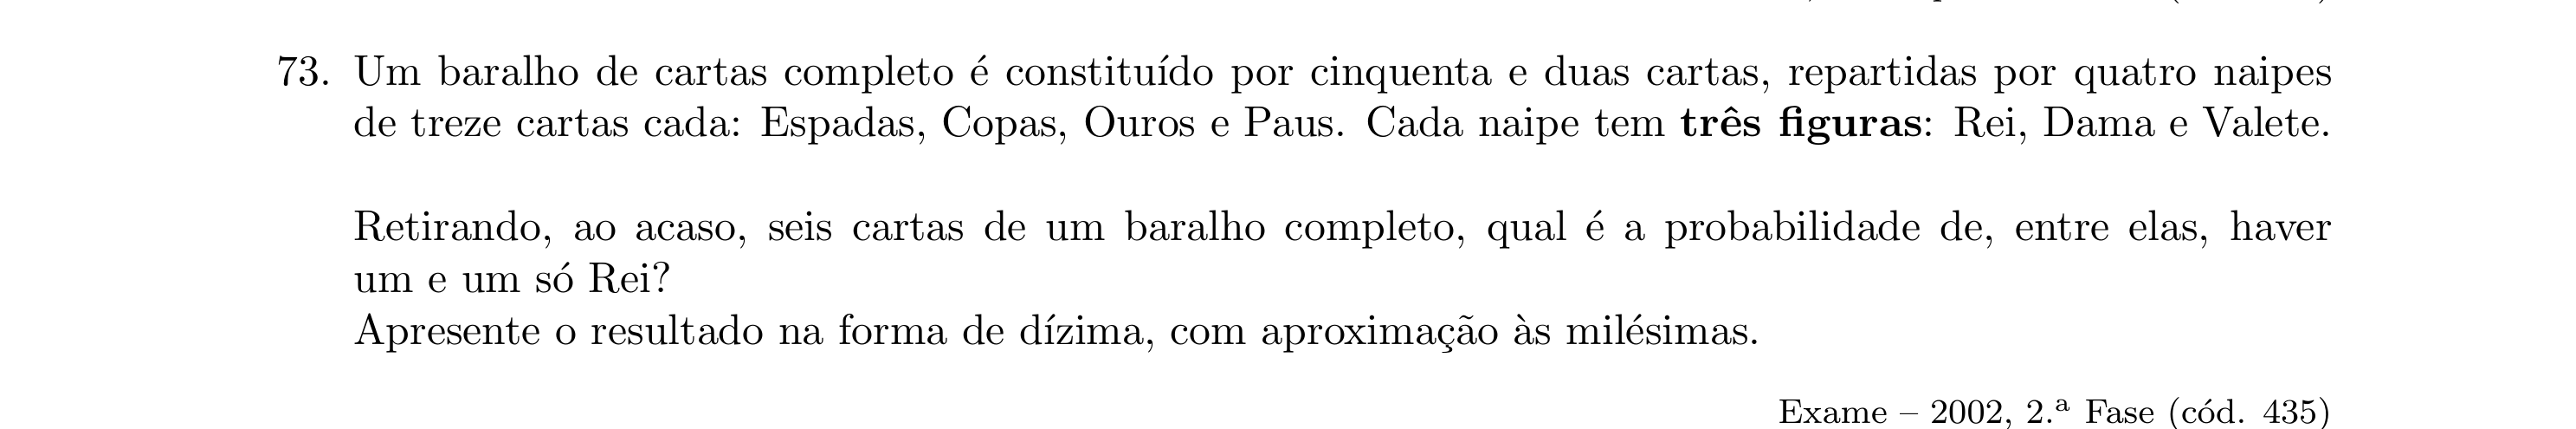 73. Um baralho de cartas completo é constituído por cinquenta e duas cartas, repartidas por quatro naipes
de treze cartas cada: Espadas, Copas, Ouros e Paus. Cada naipe tem três figuras: Rei, Dama e Valete.
Retirando, ao acaso, seis cartas de um baralho completo, qual é a probabilidade de, entre elas, haver
um e um só Rei?
Apresente o resultado na forma de dízima, com aproximação às milésimas.
Exame – 2002, 2.ª Fase (cód. 435)